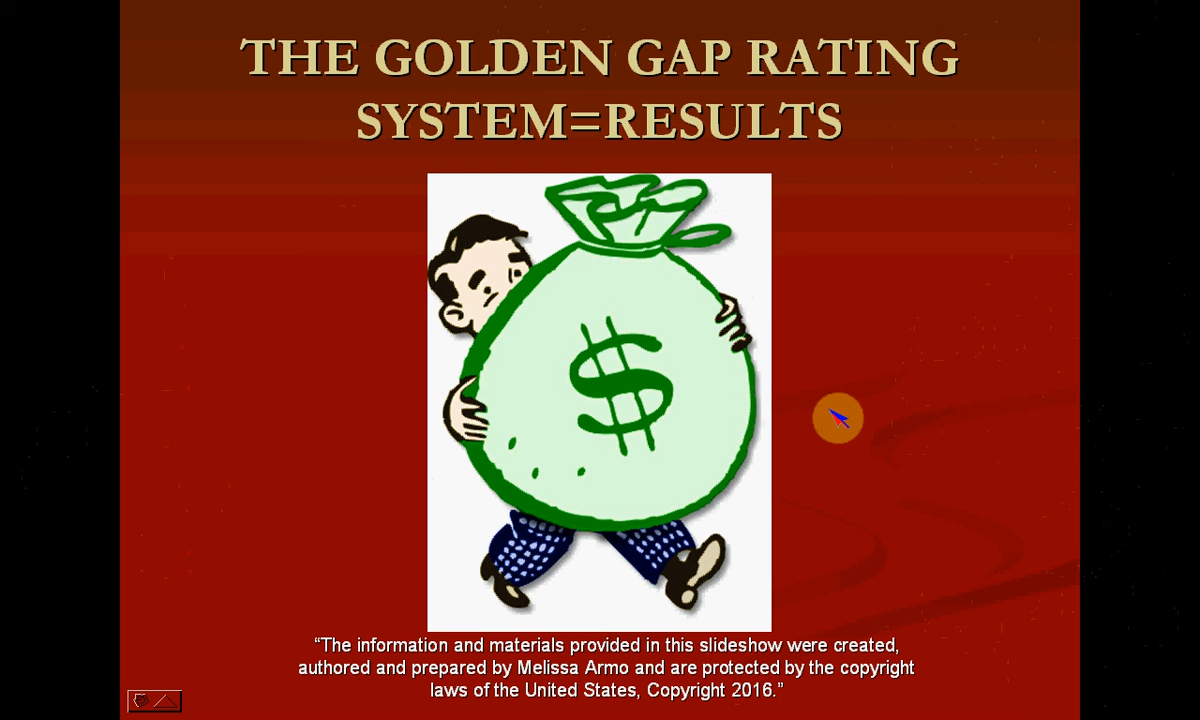 THE GOLDEN GAP RATING
SYSTEM=RESULTS
$
“The information and materials provided in this slideshow were created,
authored and prepared by Melissa Armo and are protected by the copyright
laws of the United States, Copyright 2016.”